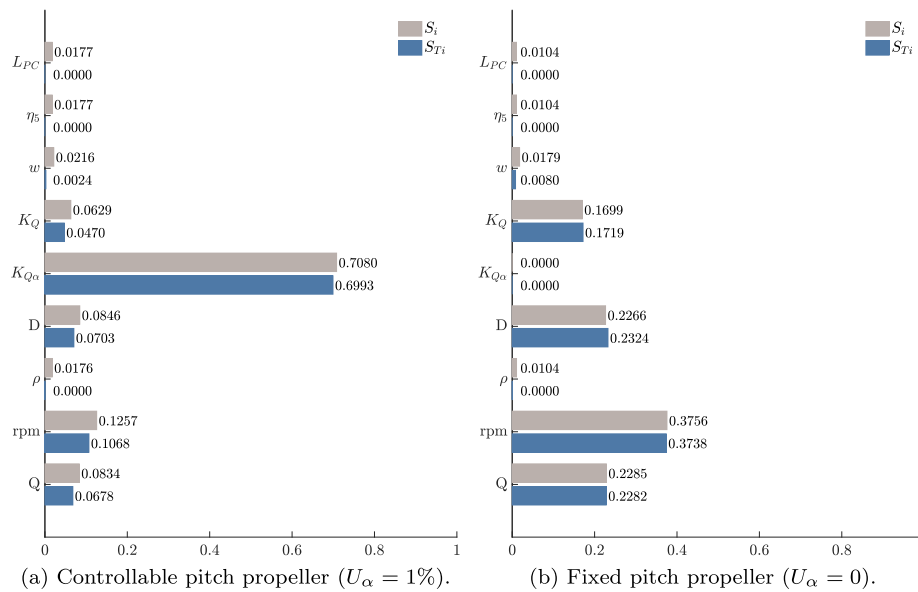 S_i
S_Ti
L_PC
0.0177
0.0000
η_5
0.0177
0.0000
w
0.0216
0.0024
K_Q
0.0629
0.0470
K_Qα
0.7080
0.6993
D
0.0846
0.0703
ρ
0.0176
0.0000
rpm
0.1257
0.1068
Q
0.0834
0.0678
0 0.2 0.4 0.6 0.8 1
(a) Controllable pitch propeller (U_α = 1%).
S_i
S_Ti
L_PC
0.0104
0.0000
η_5
0.0104
0.0000
w
0.0179
0.0080
K_Q
0.1699
0.1719
K_Qα
0.0000
0.0000
D
0.2266
0.2324
ρ
0.0104
0.0000
rpm
0.3756
0.3738
Q
0.2285
0.2282
0 0.2 0.4 0.6 0.8
(b) Fixed pitch propeller (U_α = 0).